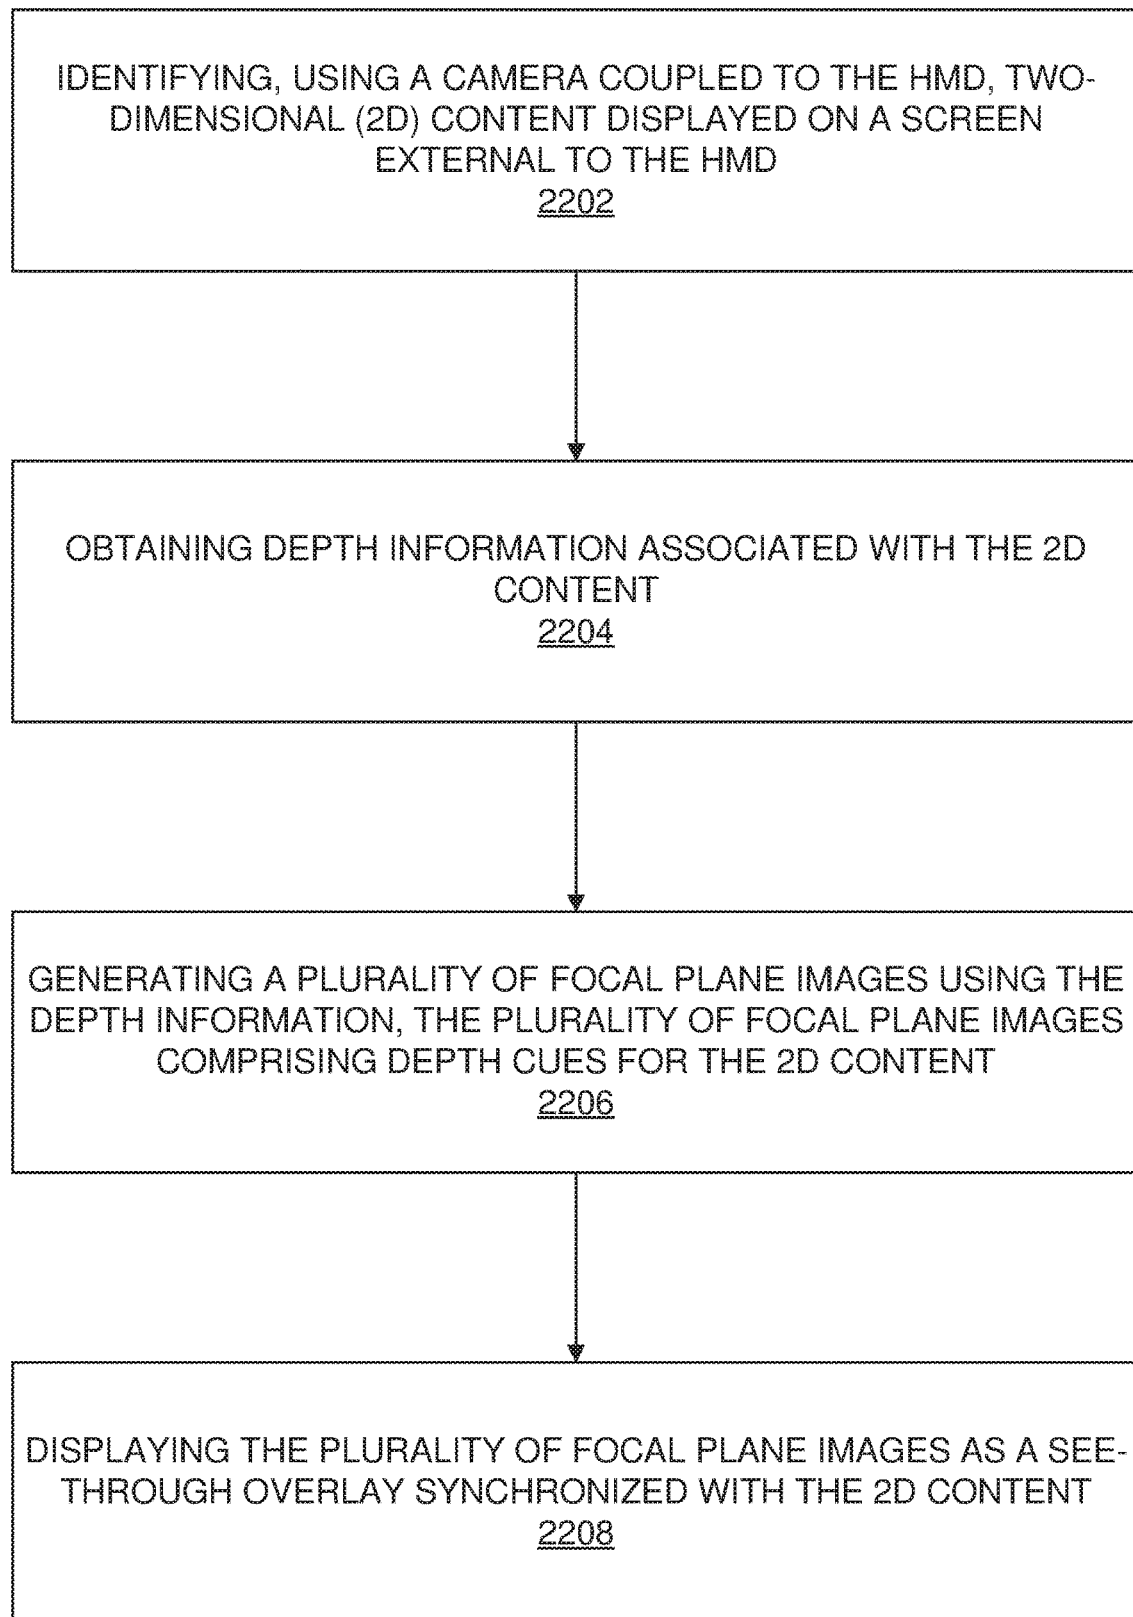 IDENTIFYING, USING A CAMERA COUPLED TO THE HMD, TWO-
DIMENSIONAL (2D) CONTENT DISPLAYED ON A SCREEN
EXTERNAL TO THE HMD
2202
OBTAINING DEPTH INFORMATION ASSOCIATED WITH THE 2D
CONTENT
2204
GENERATING A PLURALITY OF FOCAL PLANE IMAGES USING THE
DEPTH INFORMATION, THE PLURALITY OF FOCAL PLANE IMAGES
COMPRISING DEPTH CUES FOR THE 2D CONTENT
2206
DISPLAYING THE PLURALITY OF FOCAL PLANE IMAGES AS A SEE-
THROUGH OVERLAY SYNCHRONIZED WITH THE 2D CONTENT
2208